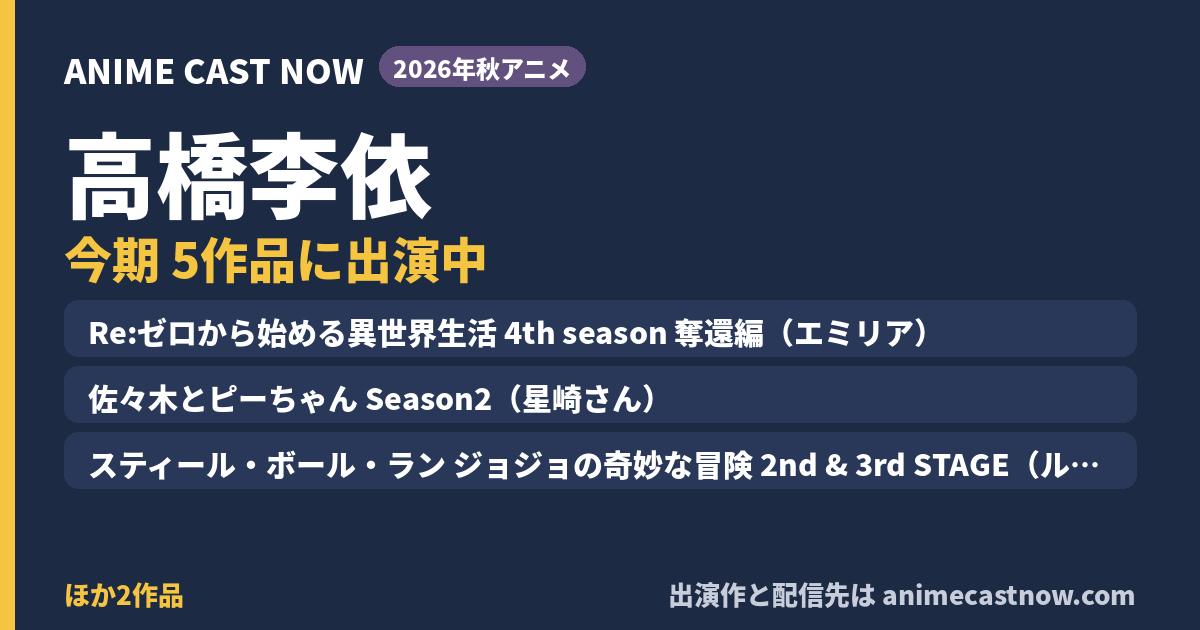 ANIME CAST NOW 2026年秋アニメ
高橋李依
今期 5作品に出演中
Re:ゼロから始める異世界生活 4th season 奪還編（エミリア）
佐々木とピーちゃん Season2（星崎さん）
スティール・ボール・ラン ジョジョの奇妙な冒険 2nd & 3rd STAGE（ル…
ほか2作品
出演作と配信先は animecastnow.com